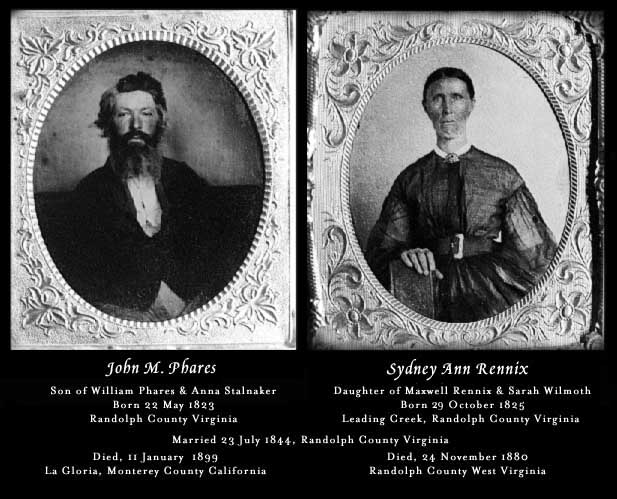 John M. Phares
Son of William Phares & Anna Stalnaker
Born 22 May 1823
Randolph County Virginia
Sydney Ann Rennix
Daughter of Maxwell Rennix & Sarah Wilmoth
Born 29 October 1825
Leading Creek, Randolph County Virginia
Married 23 July 1844, Randolph County Virginia
Died, 11 January 1899
La Gloria, Monterey County California
Died, 24 November 1880
Randolph County West Virginia